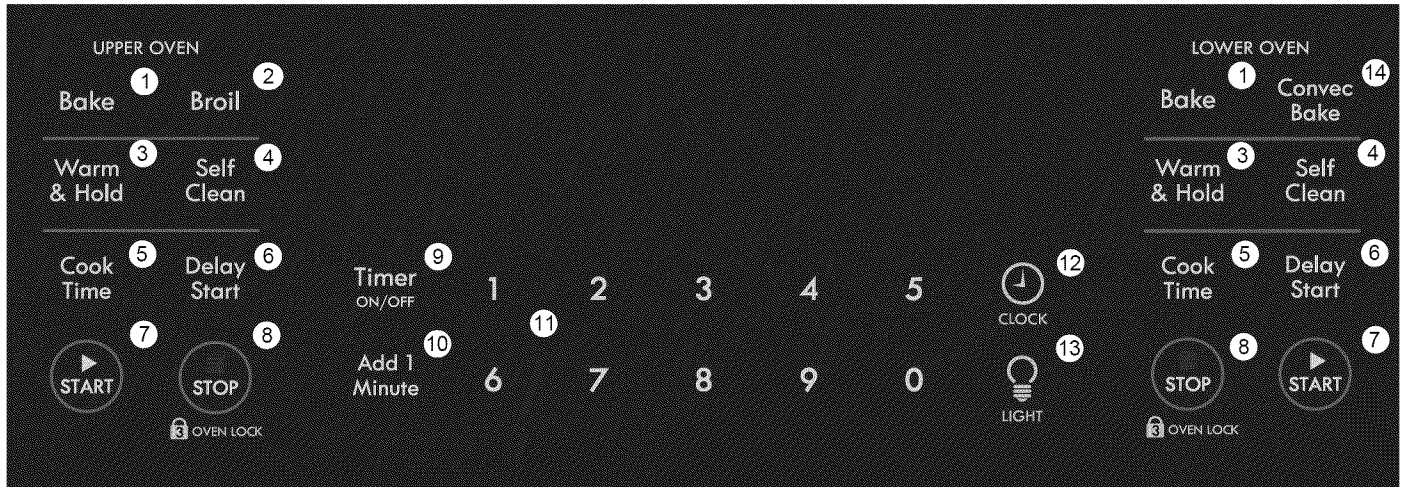 UPPER OVEN
1
2
Bake
Broil
3
4
Warm
& Hold
Self
Clean
5
6
Cook
Time
Delay
Start
7
8
START
STOP
3 OVEN LOCK
9
Timer
ON/OFF
10
Add 1
Minute
1 2 3 4 5
11
6 7 8 9 0
12
CLOCK
13
LIGHT
LOWER OVEN
1
14
Bake
Convec
Bake
3
4
Warm
& Hold
Self
Clean
5
6
Cook
Time
Delay
Start
8
7
STOP
START
3 OVEN LOCK